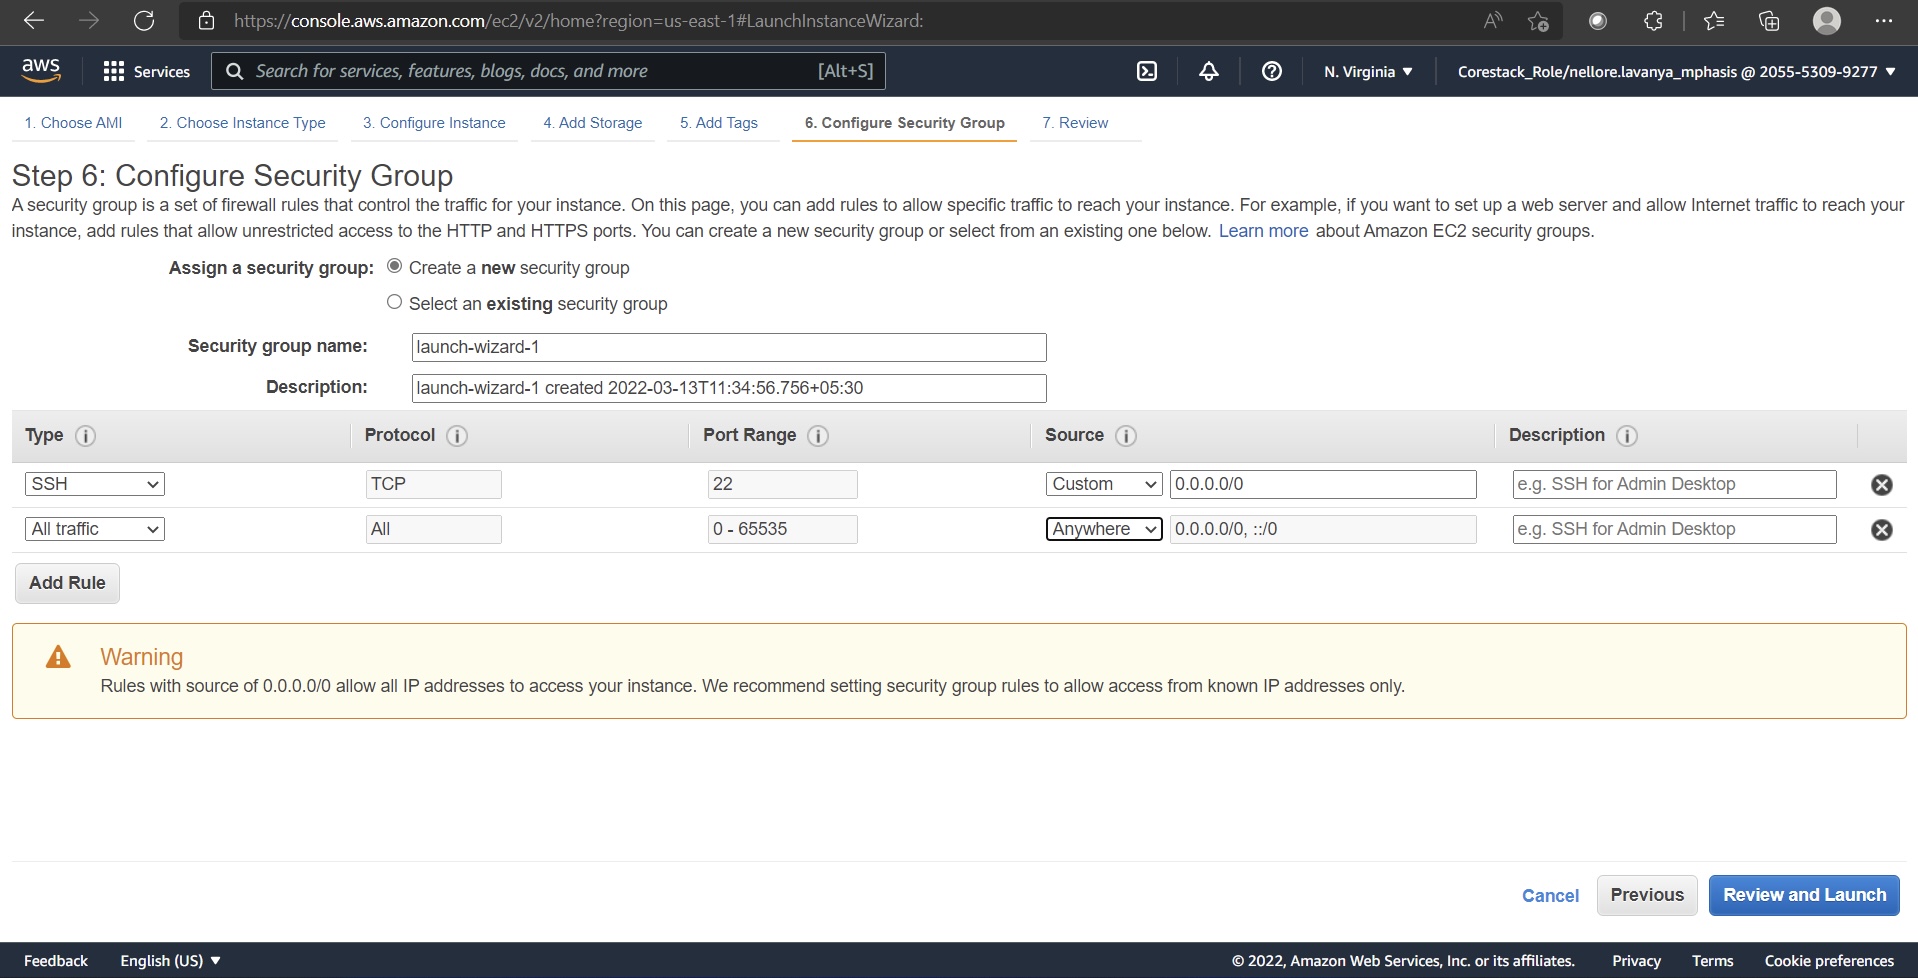 https://console.aws.amazon.com/ec2/v2/home?region=us-east-1#LaunchInstanceWizard:
aws Services Search for services, features, blogs, docs, and more [Alt+S] N. Virginia ▼ Corestack_Role/nellore.lavanya_mphasis @ 2055-5309-9277 ▼
1. Choose AMI 2. Choose Instance Type 3. Configure Instance 4. Add Storage 5. Add Tags 6. Configure Security Group 7. Review
Step 6: Configure Security Group
A security group is a set of firewall rules that control the traffic for your instance. On this page, you can add rules to allow specific traffic to reach your instance. For example, if you want to set up a web server and allow Internet traffic to reach your
instance, add rules that allow unrestricted access to the HTTP and HTTPS ports. You can create a new security group or select from an existing one below. Learn more about Amazon EC2 security groups.
Assign a security group: Create a new security group
Select an existing security group
Security group name: launch-wizard-1
Description: launch-wizard-1 created 2022-03-13T11:34:56.756+05:30
Type Protocol Port Range Source Description
SSH TCP 22 Custom 0.0.0.0/0 e.g. SSH for Admin Desktop
All traffic All 0 - 65535 Anywhere 0.0.0.0/0, ::/0 e.g. SSH for Admin Desktop
Add Rule
Warning
Rules with source of 0.0.0.0/0 allow all IP addresses to access your instance. We recommend setting security group rules to allow access from known IP addresses only.
Cancel Previous Review and Launch
Feedback English (US) ▼ © 2022, Amazon Web Services, Inc. or its affiliates. Privacy Terms Cookie preferences